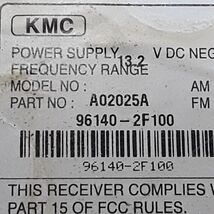 KMC
POWER SUPPLY 13.2 V DC NEG
FREQUENCY RANGE
MODEL NO : AM
PART NO : A02025A FM
96140-2F100
96140-2F100
THIS RECEIVER COMPLIES W
PART 15 OF FCC RULES.